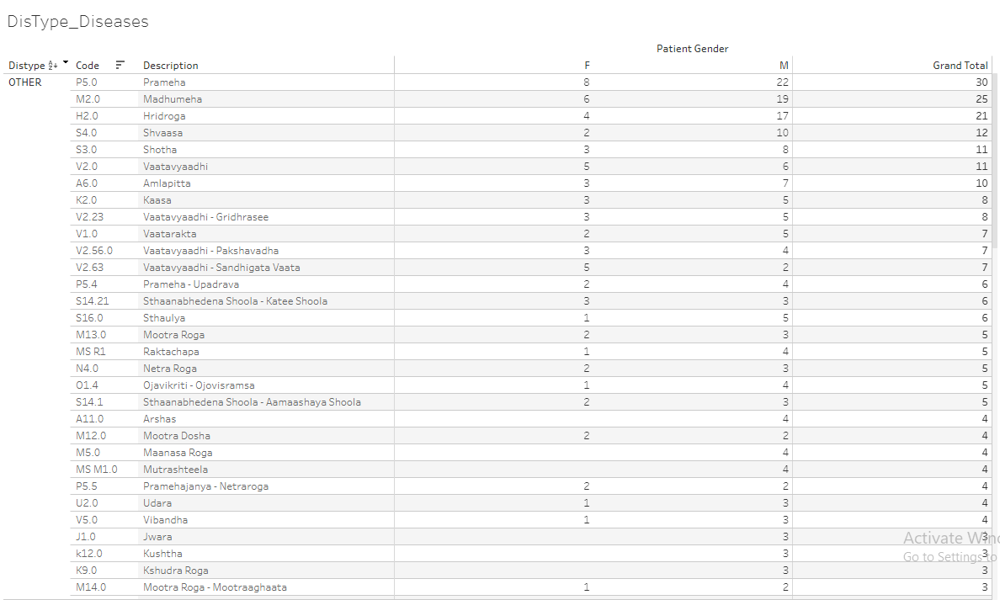 DisType_Diseases
Patient Gender
Distype Code Description F M Grand Total
OTHER P5.0 Prameha 8 22 30
M2.0 Madhumeha 6 19 25
H2.0 Hridroga 4 17 21
S4.0 Shvaasa 2 10 12
S3.0 Shotha 3 8 11
V2.0 Vaatavyaadhi 5 6 11
A6.0 Amlapitta 3 7 10
K2.0 Kaasa 3 5 8
V2.23 Vaatavyaadhi - Gridhrasee 3 5 8
V1.0 Vaatarakta 2 5 7
V2.56.0 Vaatavyaadhi - Pakshavadha 3 4 7
V2.63 Vaatavyaadhi - Sandhigata Vaata 5 2 7
P5.4 Prameha - Upadrava 2 4 6
S14.21 Sthaanabhedena Shoola - Katee Shoola 3 3 6
S16.0 Sthaulya 1 5 6
M13.0 Mootra Roga 2 3 5
MS R1 Raktachapa 1 4 5
N4.0 Netra Roga 2 3 5
O1.4 Ojavikriti - Ojovisramsa 1 4 5
S14.1 Sthaanabhedena Shoola - Aamaashaya Shoola 2 3 5
A11.0 Arshas 4 4
M12.0 Mootra Dosha 2 2 4
M5.0 Maanasa Roga 4 4
MS M1.0 Mutrashteela 4 4
P5.5 Pramehajanya - Netraroga 2 2 4
U2.0 Udara 1 3 4
V5.0 Vibandha 1 3 4
J1.0 Jwara 3 3
k12.0 Kushtha 3 3
K9.0 Kshudra Roga 3 3
M14.0 Mootra Roga - Mootraaghaata 1 2 3
Activate Wind
Go to Settings to